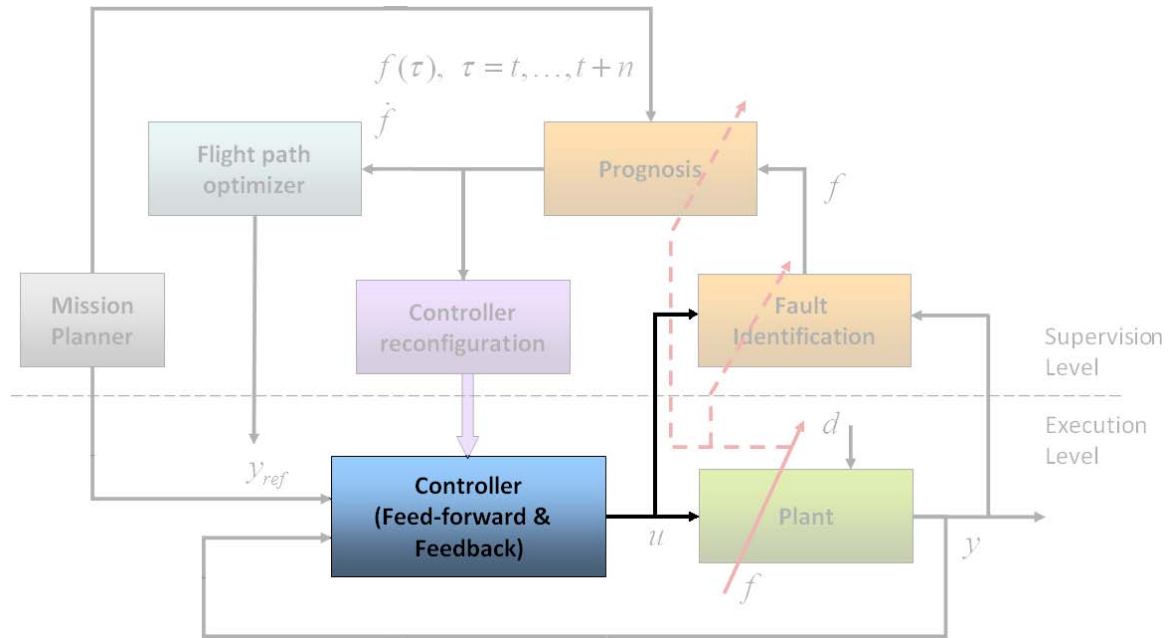 f(τ), τ = t,...,t + n
ḟ
Flight path
optimizer
Prognosis
f
Mission
Planner
Controller
reconfiguration
Fault
Identification
Supervision
Level
Execution
Level
d
y_ref
Controller
(Feed-forward &
Feedback)
u
Plant
y
f